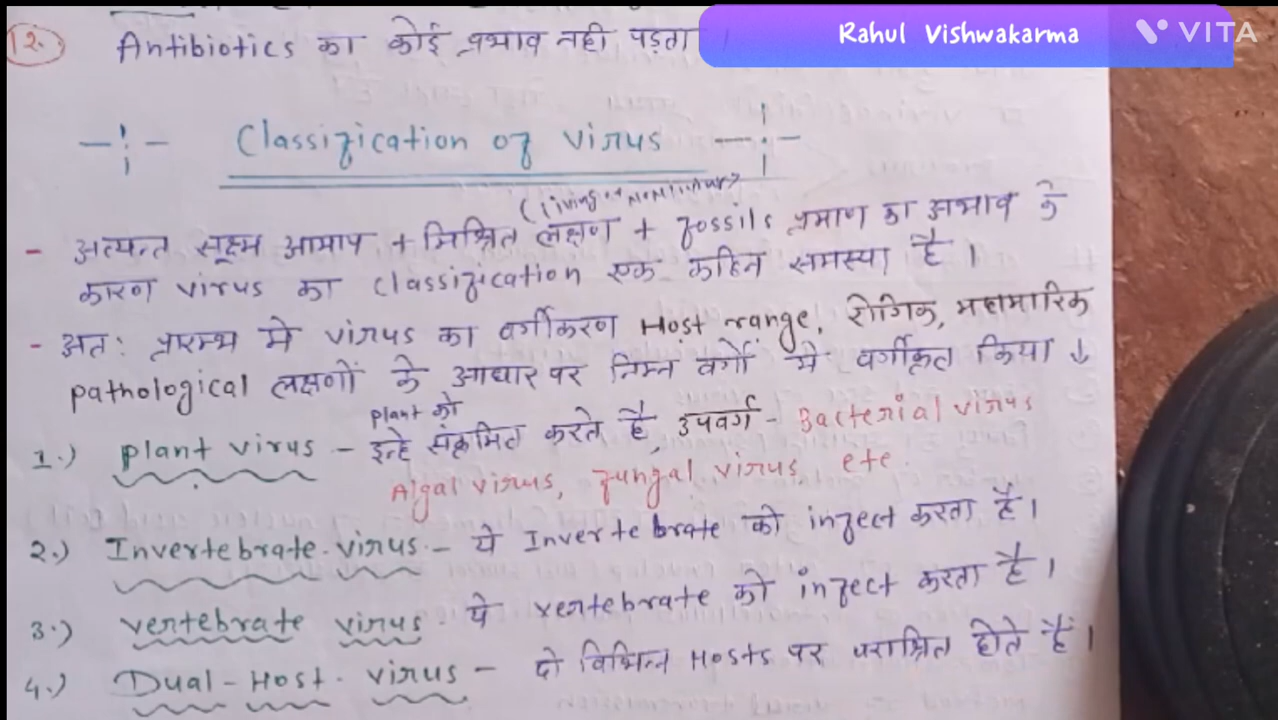 Rahul Vishwakarma
VITA
12. Antibiotics का कोई प्रभाव नही पड़ता ।
Classification of virus
(living or nonliving)
- अत्यन्त सूक्ष्म आमाप + मिश्रित लक्षण + fossils प्रमाण का अभाव के
कारण virus का classification एक कठिन समस्या है ।
- अतः प्रारम्भ मे virus का वर्गीकरण Host range, रोगिक, महामारिक
pathological लक्षणों के आधार पर निम्न वर्गों मे वर्गीकृत किया ↓
plant को
1.) plant virus - इन्हे संक्रमित करते है, उपवर्ग - Bacterial virus
Algal virus, fungal virus, etc.
2.) Invertebrate virus - ये Invertebrate को infect करता है ।
3.) vertebrate virus ये vertebrate को infect करता है ।
4.) Dual-Host virus - दो विभिन्न Hosts पर पराश्रित होते हैं ।